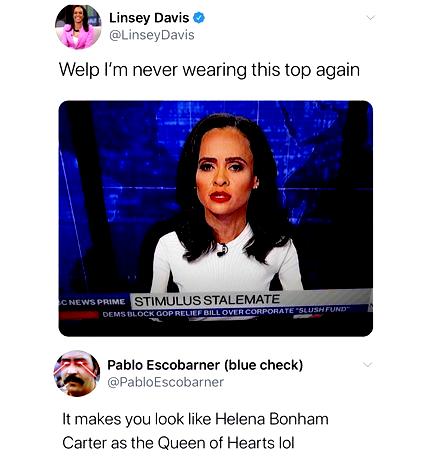 Linsey Davis
@LinseyDavis
Welp I'm never wearing this top again
C NEWS PRIME STIMULUS STALEMATE
DEMS BLOCK GOP RELIEF BILL OVER CORPORATE "SLUSH FUND"
Pablo Escobarner (blue check)
@PabloEscobarner
It makes you look like Helena Bonham
Carter as the Queen of Hearts lol